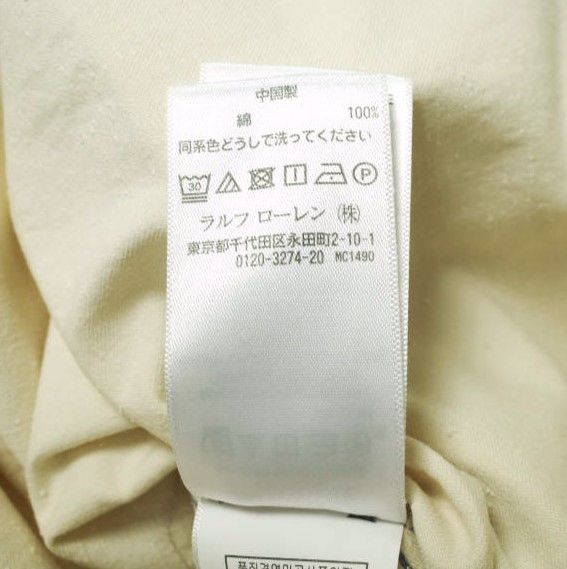 中国製
綿 100%
同系色どうしで洗ってください
30 P
ラルフ ローレン (株)
東京都千代田区永田町2-10-1
0120-3274-20 MC1490